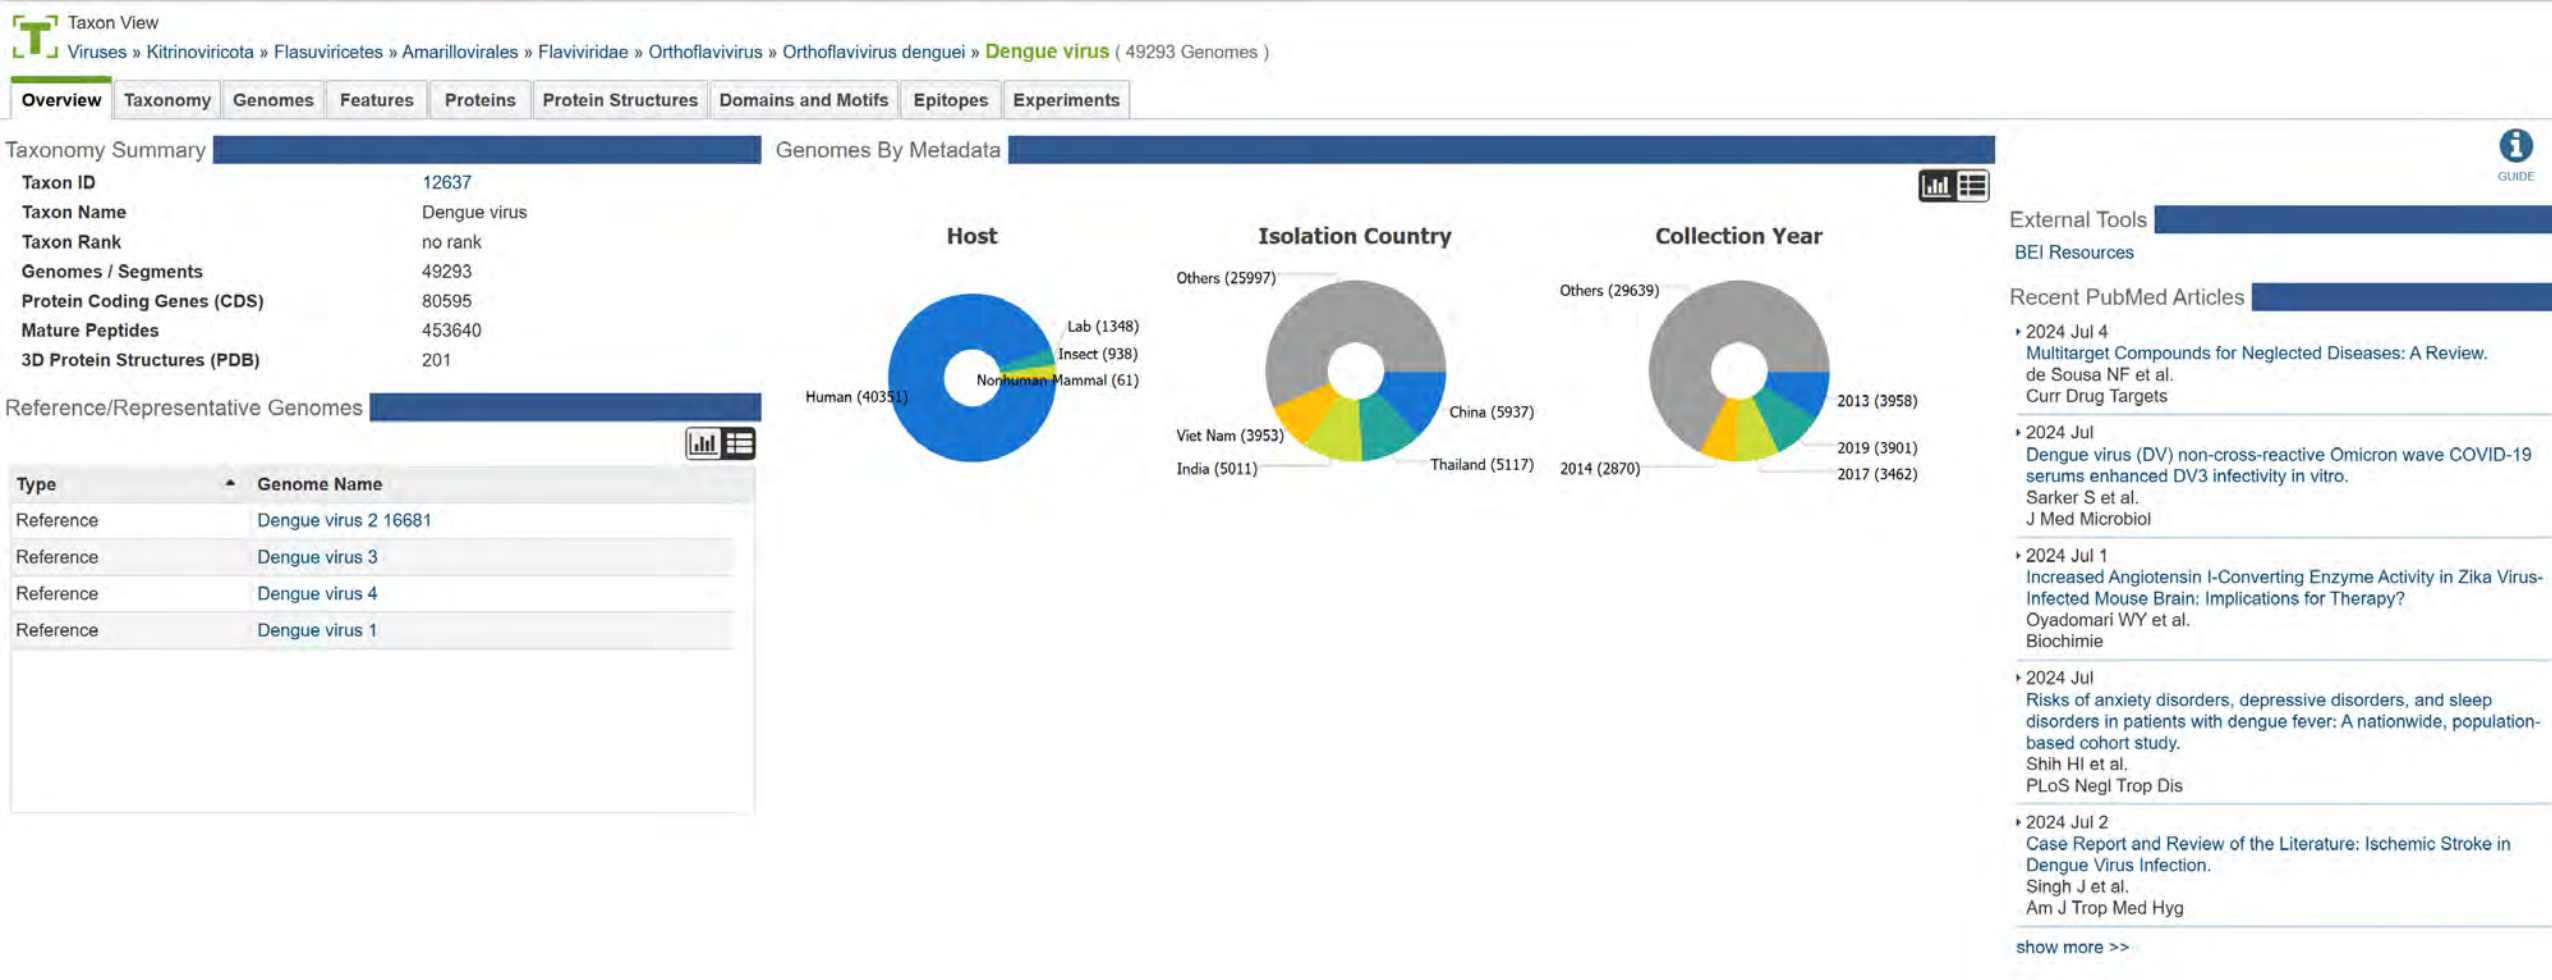 Taxon View
Viruses » Kitrinoviricota » Flasuviricetes » Amarillovirales » Flaviviridae » Orthoflavivirus » Orthoflavivirus denguei » Dengue virus ( 49293 Genomes )
Overview Taxonomy Genomes Features Proteins Protein Structures Domains and Motifs Epitopes Experiments
Taxonomy Summary
Taxon ID 12637
Taxon Name Dengue virus
Taxon Rank no rank
Genomes / Segments 49293
Protein Coding Genes (CDS) 80595
Mature Peptides 453640
3D Protein Structures (PDB) 201
Reference/Representative Genomes
Type Genome Name
Reference Dengue virus 2 16681
Reference Dengue virus 3
Reference Dengue virus 4
Reference Dengue virus 1
Genomes By Metadata
Host
Lab (1348)
Insect (938)
Nonhuman Mammal (61)
Human (40351)
Isolation Country
Others (25997)
China (5937)
Viet Nam (3953)
Thailand (5117)
India (5011)
Collection Year
Others (29639)
2013 (3958)
2019 (3901)
2014 (2870)
2017 (3462)
GUIDE
External Tools
BEI Resources
Recent PubMed Articles
2024 Jul 4
Multitarget Compounds for Neglected Diseases: A Review.
de Sousa NF et al.
Curr Drug Targets
2024 Jul
Dengue virus (DV) non-cross-reactive Omicron wave COVID-19
serums enhanced DV3 infectivity in vitro.
Sarker S et al.
J Med Microbiol
2024 Jul 1
Increased Angiotensin I-Converting Enzyme Activity in Zika Virus-
Infected Mouse Brain: Implications for Therapy?
Oyadomari WY et al.
Biochimie
2024 Jul
Risks of anxiety disorders, depressive disorders, and sleep
disorders in patients with dengue fever: A nationwide, population-
based cohort study.
Shih HI et al.
PLoS Negl Trop Dis
2024 Jul 2
Case Report and Review of the Literature: Ischemic Stroke in
Dengue Virus Infection.
Singh J et al.
Am J Trop Med Hyg
show more >>